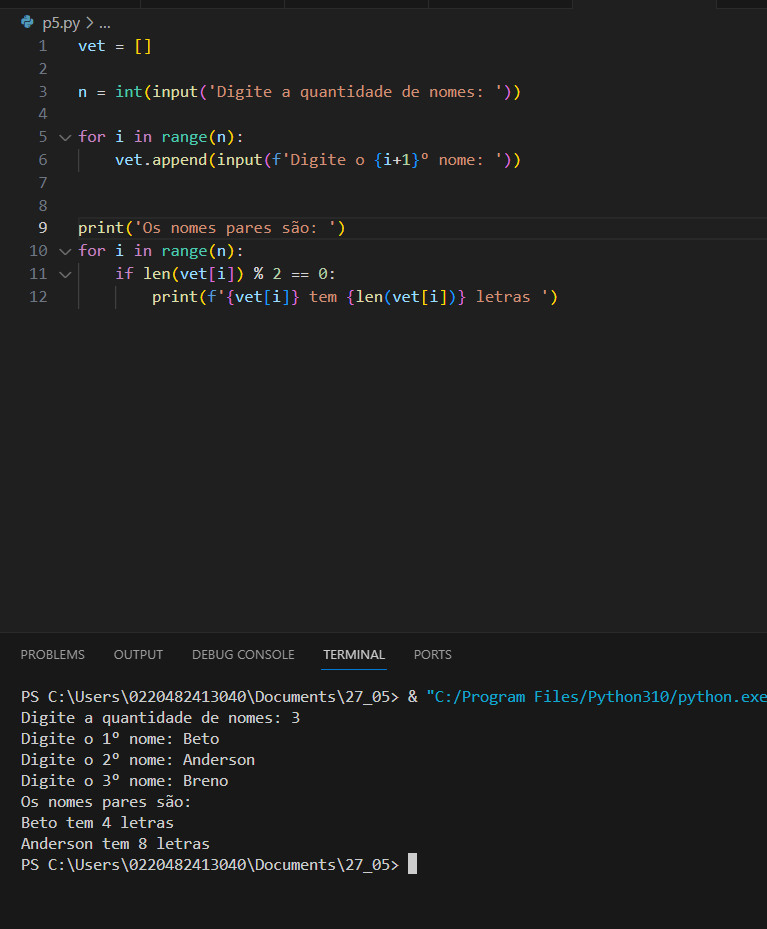 p5.py > ...
1 vet = []
2
3 n = int(input('Digite a quantidade de nomes: '))
4
5 for i in range(n):
6     vet.append(input(f'Digite o {i+1}º nome: '))
7
8
9 print('Os nomes pares são: ')
10 for i in range(n):
11     if len(vet[i]) % 2 == 0:
12         print(f'{vet[i]} tem {len(vet[i])} letras ')
PROBLEMS OUTPUT DEBUG CONSOLE TERMINAL PORTS
PS C:\Users\0220482413040\Documents\27_05> & "C:/Program Files/Python310/python.exe
Digite a quantidade de nomes: 3
Digite o 1º nome: Beto
Digite o 2º nome: Anderson
Digite o 3º nome: Breno
Os nomes pares são:
Beto tem 4 letras
Anderson tem 8 letras
PS C:\Users\0220482413040\Documents\27_05>